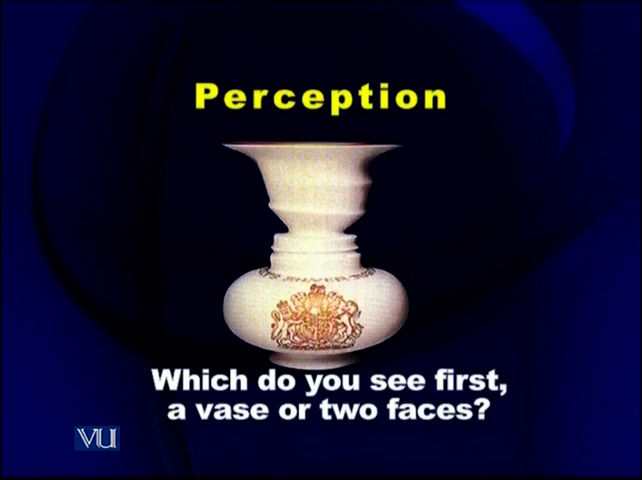 Perception
Which do you see first,
a vase or two faces?
VU